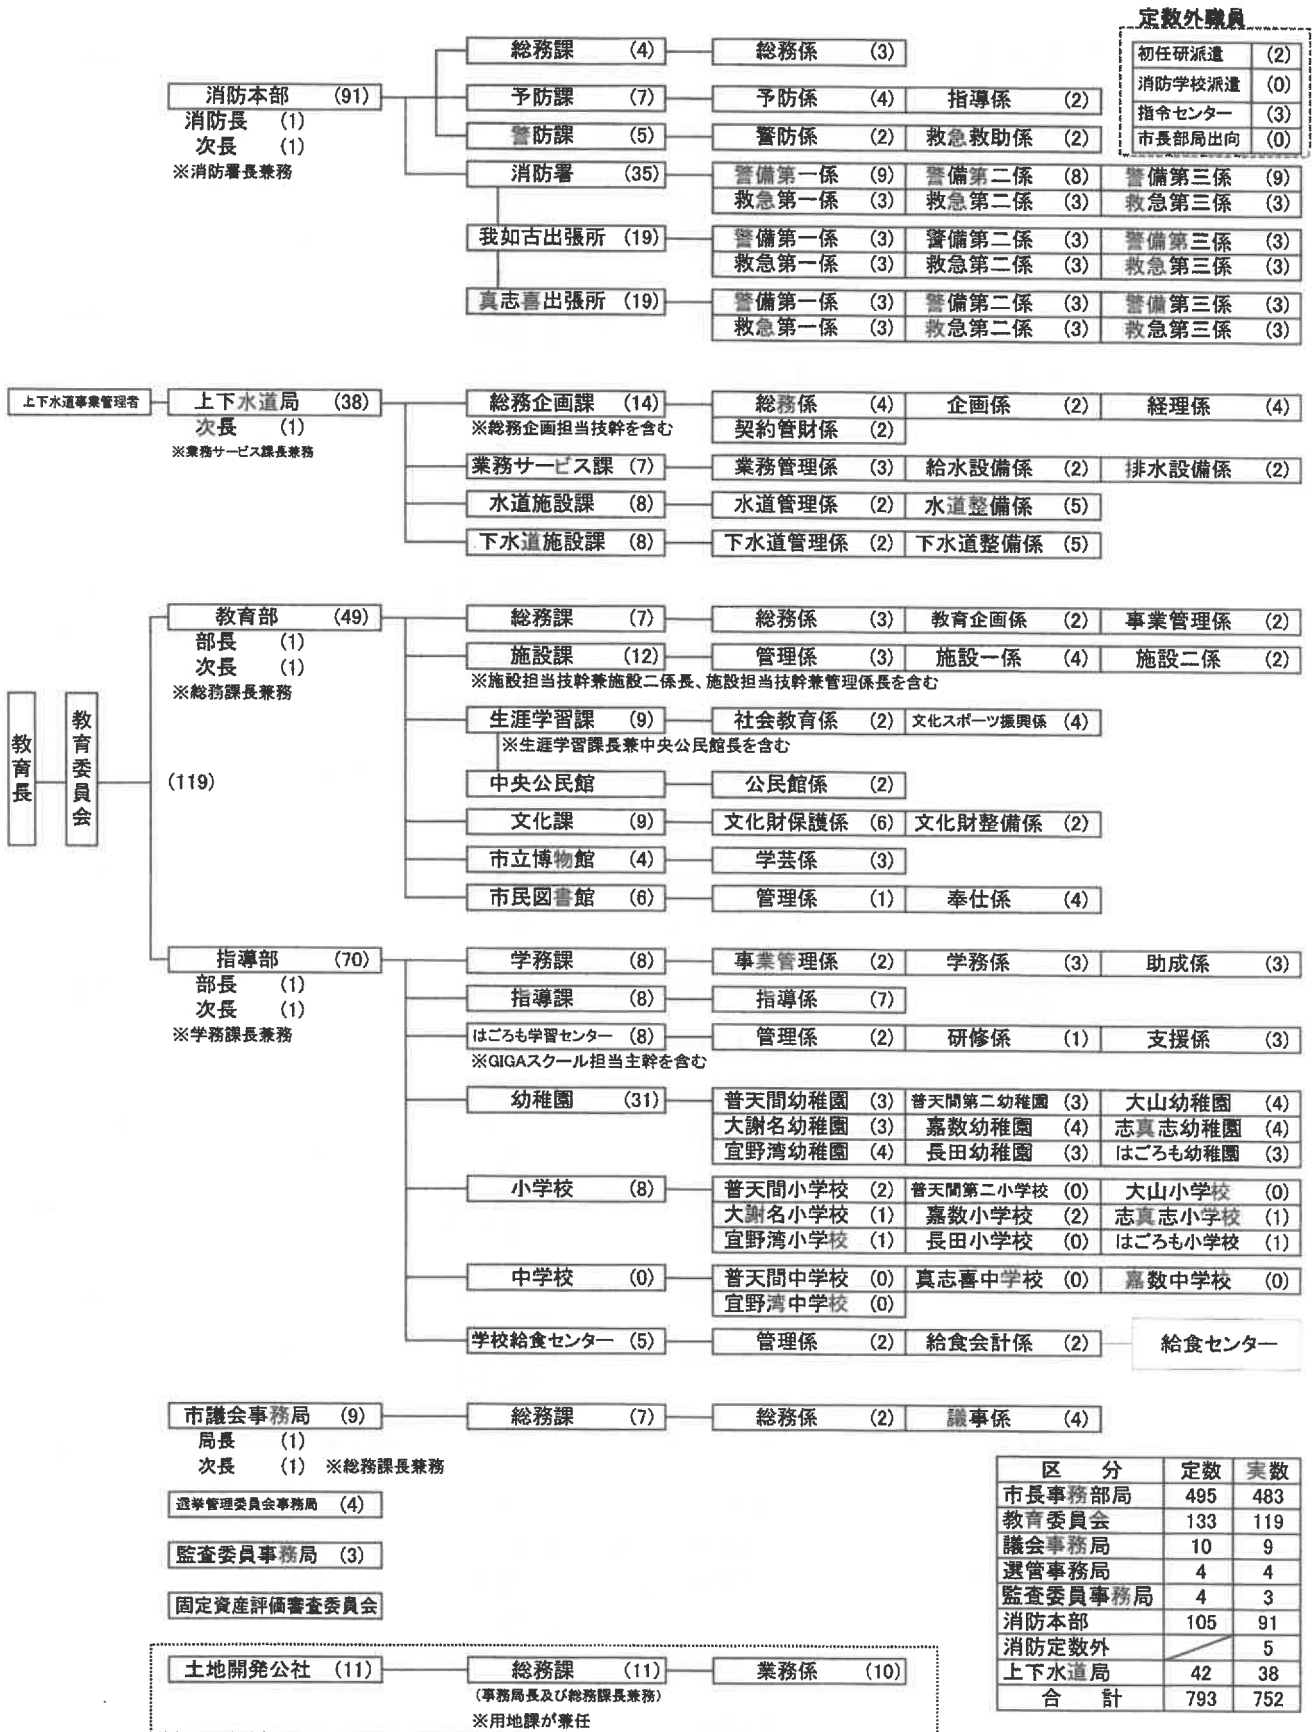 定数外職員
初任研派遣 (2)
消防学校派遣 (0)
指令センター (3)
市長部局出向 (0)
総務課 (4) 総務係 (3)
消防本部 (91) 予防課 (7) 予防係 (4) 指導係 (2)
消防長 (1)
次長 (1) 警防課 (5) 警防係 (2) 救急救助係 (2)
※消防署長兼務 消防署 (35) 警備第一係 (9) 警備第二係 (8) 警備第三係 (9)
救急第一係 (3) 救急第二係 (3) 救急第三係 (3)
我如古出張所 (19) 警備第一係 (3) 警備第二係 (3) 警備第三係 (3)
救急第一係 (3) 救急第二係 (3) 救急第三係 (3)
真志喜出張所 (19) 警備第一係 (3) 警備第二係 (3) 警備第三係 (3)
救急第一係 (3) 救急第二係 (3) 救急第三係 (3)
上下水道事業管理者 上下水道局 (38) 総務企画課 (14) 総務係 (4) 企画係 (2) 経理係 (4)
次長 (1) ※総務企画担当技幹を含む 契約管財係 (2)
※業務サービス課長兼務
業務サービス課 (7) 業務管理係 (3) 給水設備係 (2) 排水設備係 (2)
水道施設課 (8) 水道管理係 (2) 水道整備係 (5)
下水道施設課 (8) 下水道管理係 (2) 下水道整備係 (5)
教育部 (49) 総務課 (7) 総務係 (3) 教育企画係 (2) 事業管理係 (2)
部長 (1)
次長 (1) 施設課 (12) 管理係 (3) 施設一係 (4) 施設二係 (2)
※総務課長兼務 ※施設担当技幹兼施設二係長、施設担当技幹兼管理係長を含む
生涯学習課 (9) 社会教育係 (2) 文化スポーツ振興係 (4)
※生涯学習課長兼中央公民館長を含む
教育長 教育委員会 (119) 中央公民館 公民館係 (2)
文化課 (9) 文化財保護係 (6) 文化財整備係 (2)
市立博物館 (4) 学芸係 (3)
市民図書館 (6) 管理係 (1) 奉仕係 (4)
指導部 (70) 学務課 (8) 事業管理係 (2) 学務係 (3) 助成係 (3)
部長 (1)
次長 (1) 指導課 (8) 指導係 (7)
※学務課長兼務 はごろも学習センター (8) 管理係 (2) 研修係 (1) 支援係 (3)
※GIGAスクール担当主幹を含む
幼稚園 (31) 普天間幼稚園 (3) 普天間第二幼稚園 (3) 大山幼稚園 (4)
大謝名幼稚園 (3) 嘉数幼稚園 (4) 志真志幼稚園 (4)
宜野湾幼稚園 (4) 長田幼稚園 (3) はごろも幼稚園 (3)
小学校 (8) 普天間小学校 (2) 普天間第二小学校 (0) 大山小学校 (0)
大謝名小学校 (1) 嘉数小学校 (2) 志真志小学校 (1)
宜野湾小学校 (1) 長田小学校 (0) はごろも小学校 (1)
中学校 (0) 普天間中学校 (0) 真志喜中学校 (0) 嘉数中学校 (0)
宜野湾中学校 (0)
学校給食センター (5) 管理係 (2) 給食会計係 (2) 給食センター
市議会事務局 (9) 総務課 (7) 総務係 (2) 議事係 (4)
局長 (1)
次長 (1) ※総務課長兼務
選挙管理委員会事務局 (4)
監査委員事務局 (3)
固定資産評価審査委員会
土地開発公社 (11) 総務課 (11) 業務係 (10)
(事務局長及び総務課長兼務)
※用地課が兼任
区分 定数 実数
市長事務部局 495 483
教育委員会 133 119
議会事務局 10 9
選管事務局 4 4
監査委員事務局 4 3
消防本部 105 91
消防定数外 5
上下水道局 42 38
合計 793 752